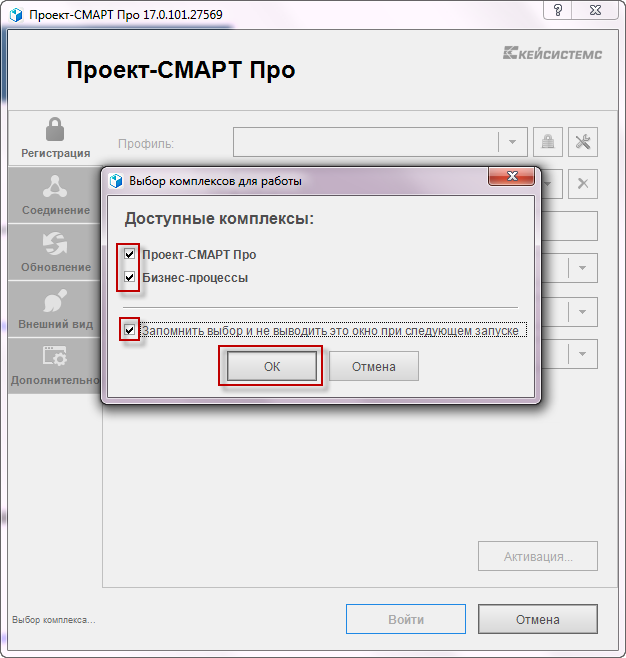 Проект-СМАРТ Про 17.0.101.27569
?
КЕЙСИСТЕМС
Проект-СМАРТ Про
Регистрация
Профиль:
Соединение
Обновление
Внешний вид
Дополнительно
Выбор комплексов для работы
Доступные комплексы:
Проект-СМАРТ Про
Бизнес-процессы
Запомнить выбор и не выводить это окно при следующем запуске
ОК
Отмена
Активация...
Выбор комплекса...
Войти
Отмена